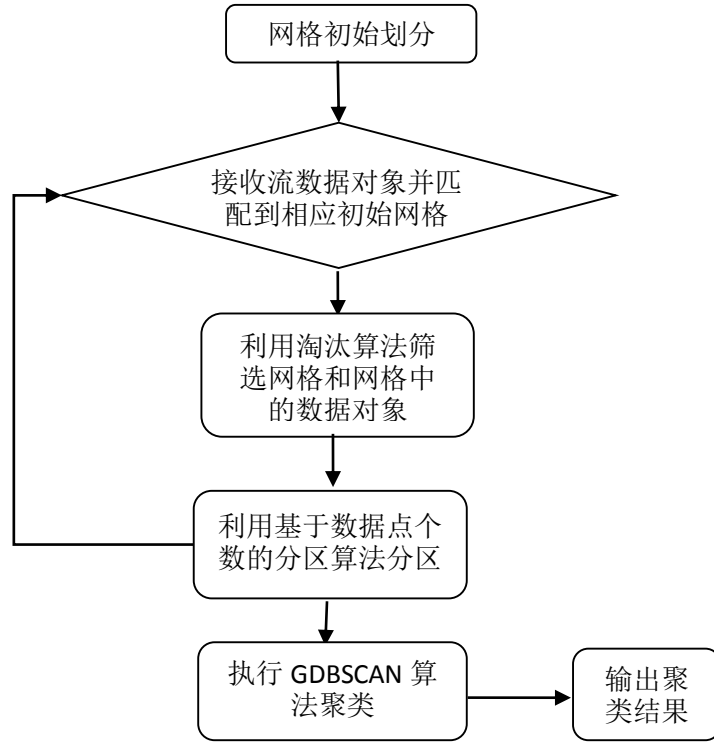 网格初始划分
接收流数据对象并匹
配到相应初始网格
利用淘汰算法筛
选网格和网格中
的数据对象
利用基于数据点个
数的分区算法分区
执行 GDBSCAN 算
法聚类
输出聚
类结果